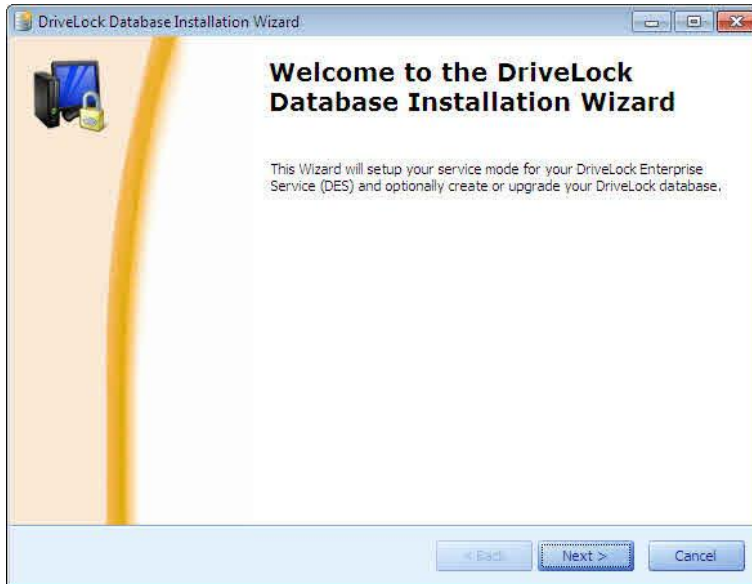 DriveLock Database Installation Wizard
Welcome to the DriveLock
Database Installation Wizard
This Wizard will setup your service mode for your DriveLock Enterprise
Service (DES) and optionally create or upgrade your DriveLock database.
< Back Next > Cancel